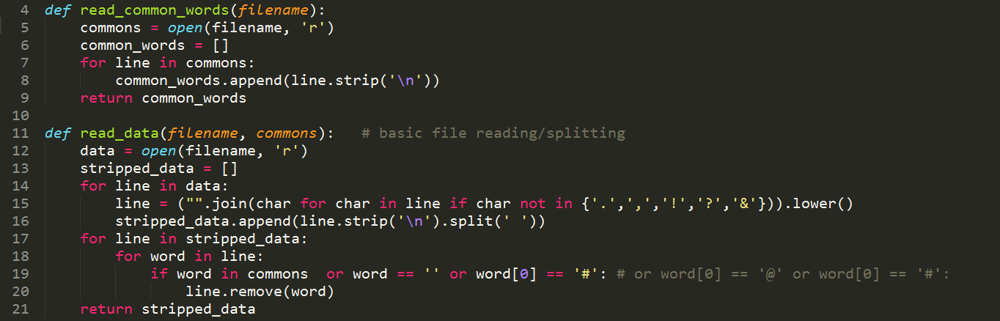 4 def read_common_words(filename):
5     commons = open(filename, 'r')
6     common_words = []
7     for line in commons:
8         common_words.append(line.strip('\n'))
9     return common_words
10
11 def read_data(filename, commons):   # basic file reading/splitting
12     data = open(filename, 'r')
13     stripped_data = []
14     for line in data:
15         line = ("".join(char for char in line if char not in {'.',',','!','?','&'})).lower()
16         stripped_data.append(line.strip('\n').split(' '))
17     for line in stripped_data:
18         for word in line:
19             if word in commons  or word == '' or word[0] == '#': # or word[0] == '@' or word[0] == '#':
20                 line.remove(word)
21     return stripped_data